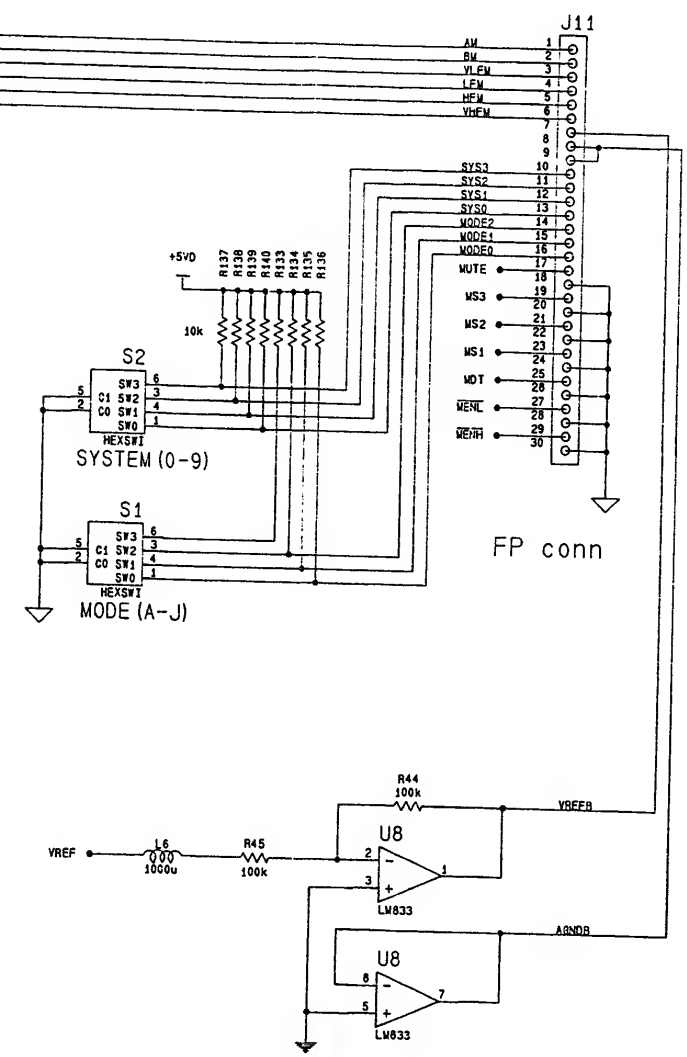 J11
AM 1
BM 2
VLFM 3
LFM 4
HFM 5
VHFM 6
7
8
9
SYS3 10
SYS2 11
SYS1 12
SYS0 13
MODE2 14
MODE1 15
MODE0 16
MUTE 17
18
MS3 19
20
MS2 21
22
MS1 23
24
MDT 25
26
MENL 27
28
MENH 29
30
FP conn
+5VD
R137
R138
R139
R140
R133
R134
R135
R136
10k
S2
5 C1 SW3 6
2 C0 SW2 3
SW1 4
SW0 1
HEXSWI
SYSTEM (0-9)
S1
SW3 6
5 C1 SW2 3
2 C0 SW1 4
SW0 1
HEXSWI
MODE (A-J)
R44
100k
VREFB
VREF
L6
1000u
R45
100k
U8
2 -
3 +
1
LM833
AGNDB
U8
6 -
5 +
7
LM833